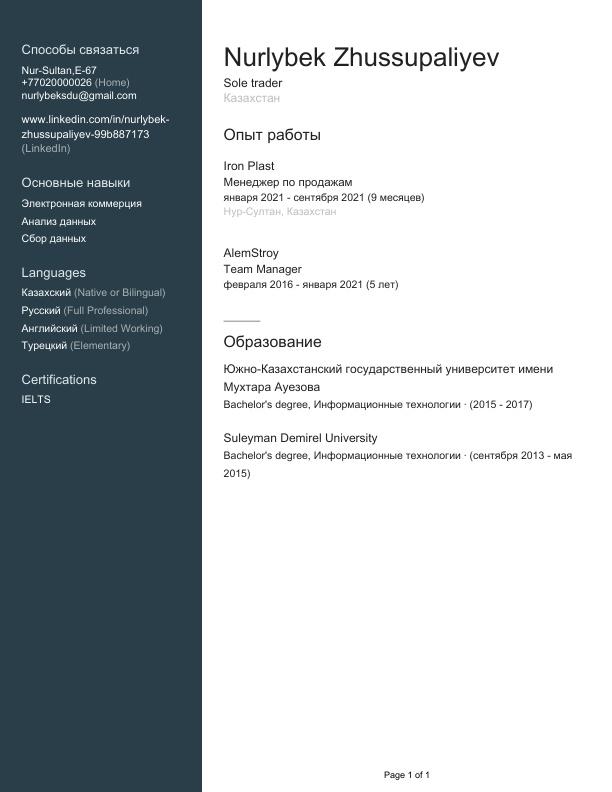 Способы связаться
Nur-Sultan,E-67
+77020000026 (Home)
nurlybeksdu@gmail.com
www.linkedin.com/in/nurlybek-
zhussupaliyev-99b887173
(LinkedIn)
Основные навыки
Электронная коммерция
Анализ данных
Сбор данных
Languages
Казахский (Native or Bilingual)
Русский (Full Professional)
Английский (Limited Working)
Турецкий (Elementary)
Certifications
IELTS
Nurlybek Zhussupaliyev
Sole trader
Казахстан
Опыт работы
Iron Plast
Менеджер по продажам
января 2021 - сентября 2021 (9 месяцев)
Нур-Султан, Казахстан
AlemStroy
Team Manager
февраля 2016 - января 2021 (5 лет)
Образование
Южно-Казахстанский государственный университет имени
Мухтара Ауезова
Bachelor's degree, Информационные технологии · (2015 - 2017)
Suleyman Demirel University
Bachelor's degree, Информационные технологии · (сентября 2013 - мая
2015)
Page 1 of 1